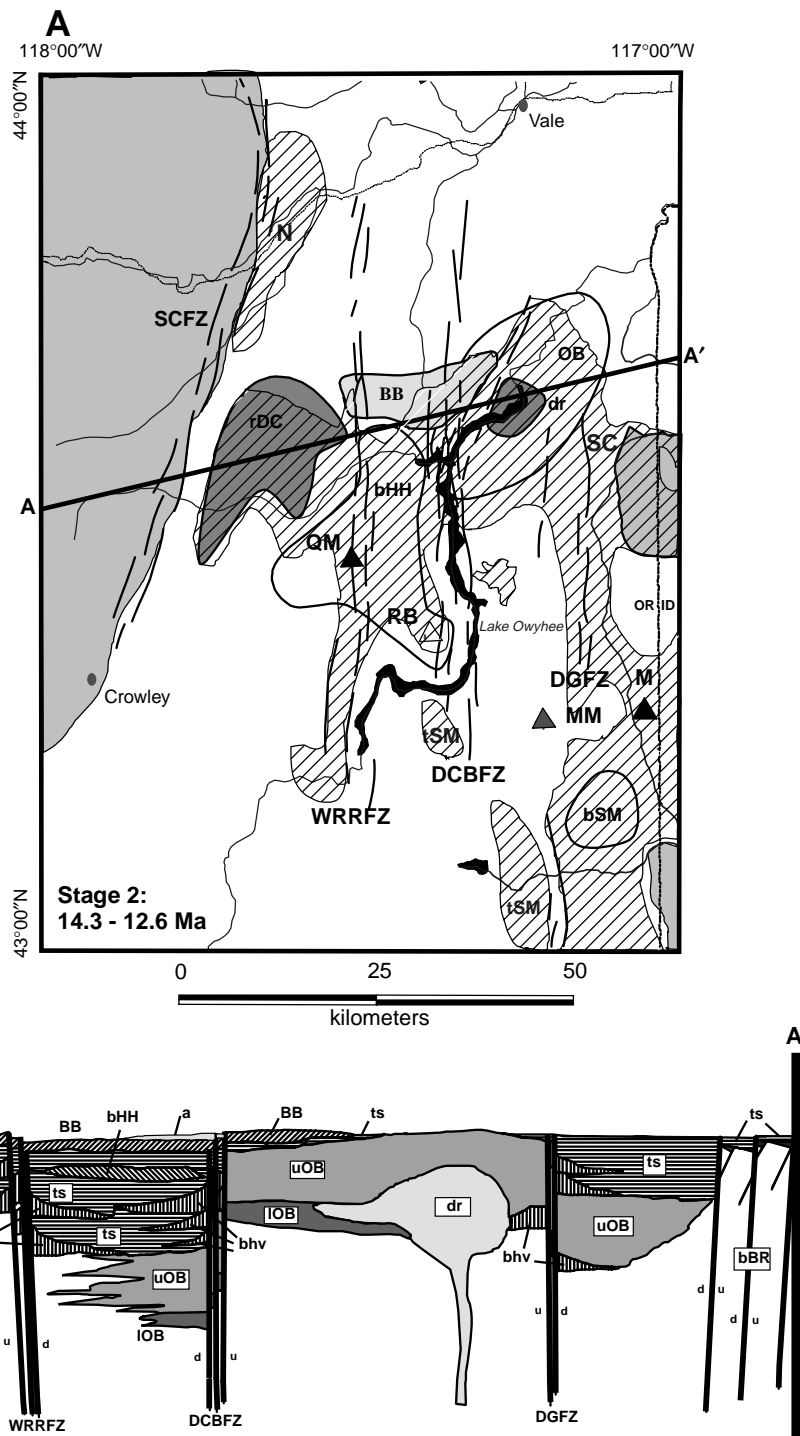 A
118°00"W 117°00"W
44°00"N
Vale
N
SCFZ
A'
OB
BB
dr
rDC
SC
A
bHH
QM
OR ID
RB
Lake Owyhee
DGFZ M
Crowley
MM
tSM
DCBFZ
WRRFZ
bSM
tSM
Stage 2:
14.3 - 12.6 Ma
43°00"N
0 25 50
kilometers
A
BB bHH a BB ts ts
uOB ts
ts
lOB dr
ts bhv uOB
bhv bBR
uOB
d u
u d
d u
lOB
u d d u
WRRFZ DCBFZ DGFZ